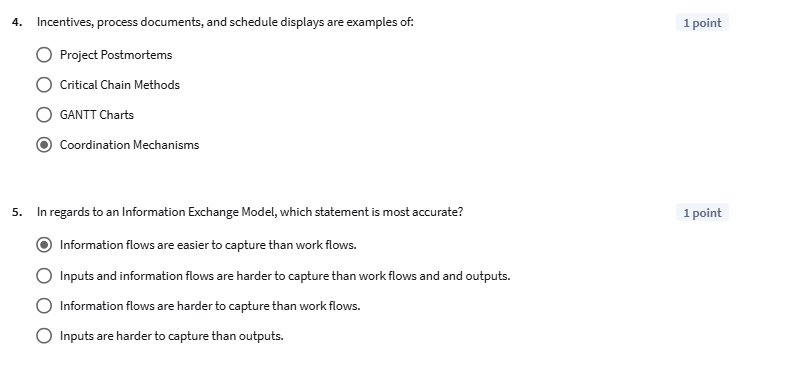 4. Incentives, process documents, and schedule displays are examples of: 1 point
Project Postmortems
Critical Chain Methods
GANTT Charts
Coordination Mechanisms
5. In regards to an Information Exchange Model, which statement is most accurate? 1 point
Information flows are easier to capture than work flows.
Inputs and information flows are harder to capture than work flows and and outputs.
Information flows are harder to capture than work flows.
Inputs are harder to capture than outputs.